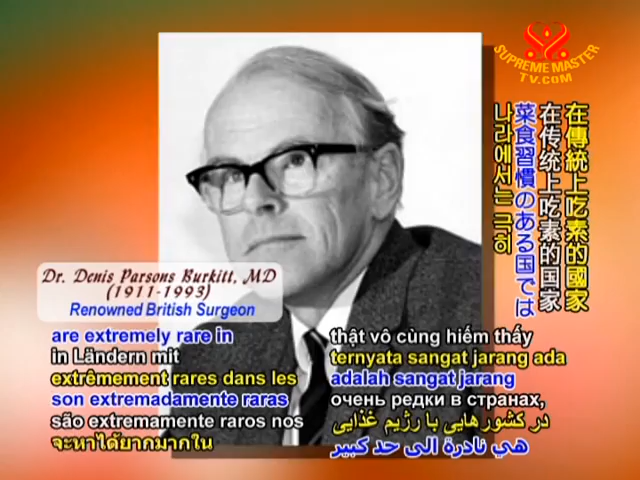 SUPREME MASTER
TV.COM
在傳統上吃素的國家
在传统上吃素的国家
菜食習慣のある国では
나라에서는 극히
Dr. Denis Parsons Burkitt, MD
(1911-1993)
Renowned British Surgeon
are extremely rare in
in Ländern mit
extrêmement rares dans les
son extremadamente raras
são extremamente raros nos
จะหาได้ยากมากใน
thật vô cùng hiếm thấy
ternyata sangat jarang ada
adalah sangat jarang
очень редки в странах,
در کشورهایی با رژیم غذایی
هي نادرة الى حد كبير